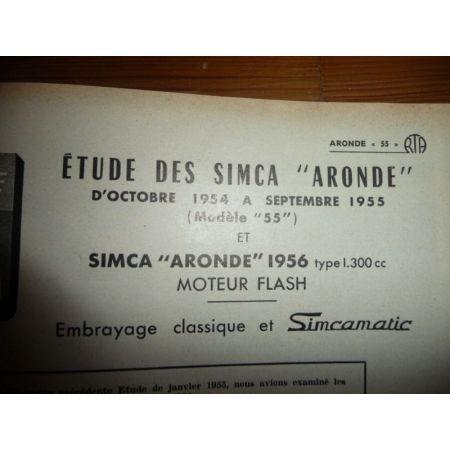 ARONDE « 55 » RTA
ÉTUDE DES SIMCA "ARONDE"
D'OCTOBRE 1954 A SEPTEMBRE 1955
(Modèle "55")
ET
SIMCA "ARONDE" 1956 type 1.300 cc
MOTEUR FLASH
Embrayage classique et Simcamatic
précédente Etude de janvier 1955, nous avions examiné les